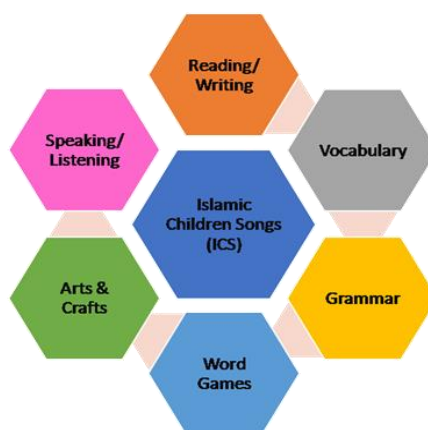 Reading/
Writing
Speaking/
Listening
Vocabulary
Islamic
Children Songs
(ICS)
Arts &
Crafts
Grammar
Word
Games